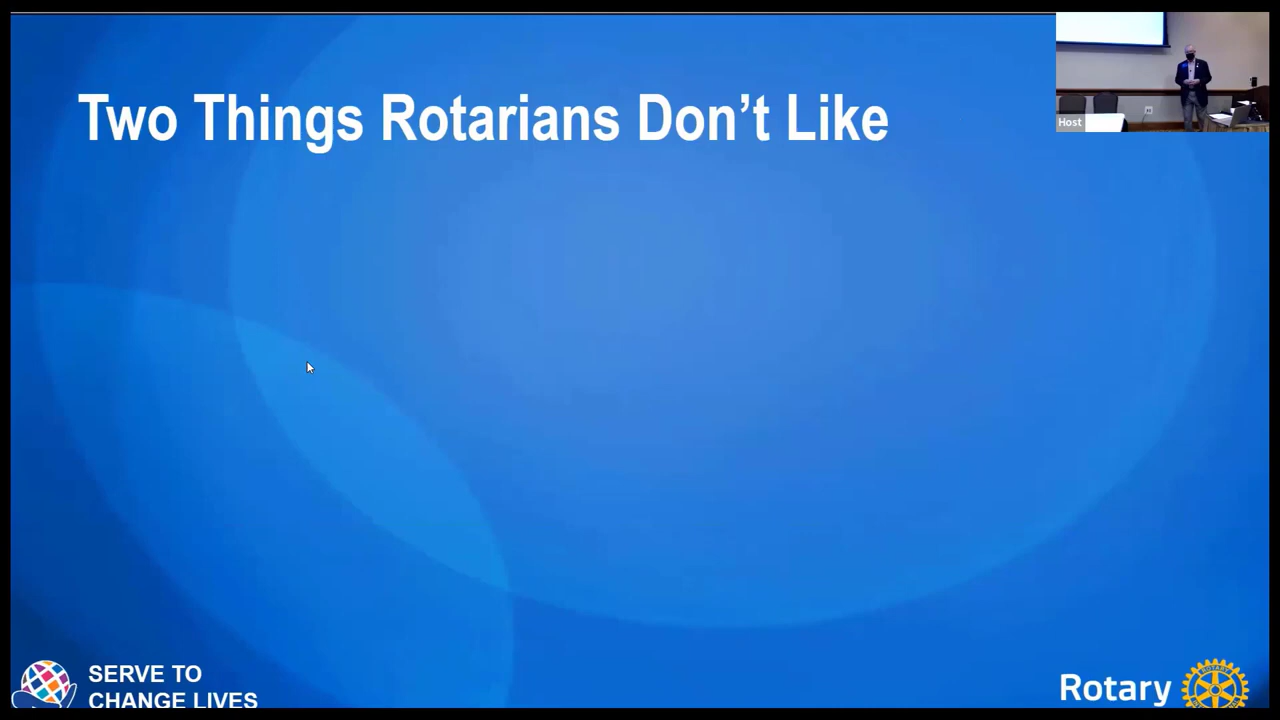 Two Things Rotarians Don’t Like
Host
SERVE TO
CHANGE LIVES
Rotary